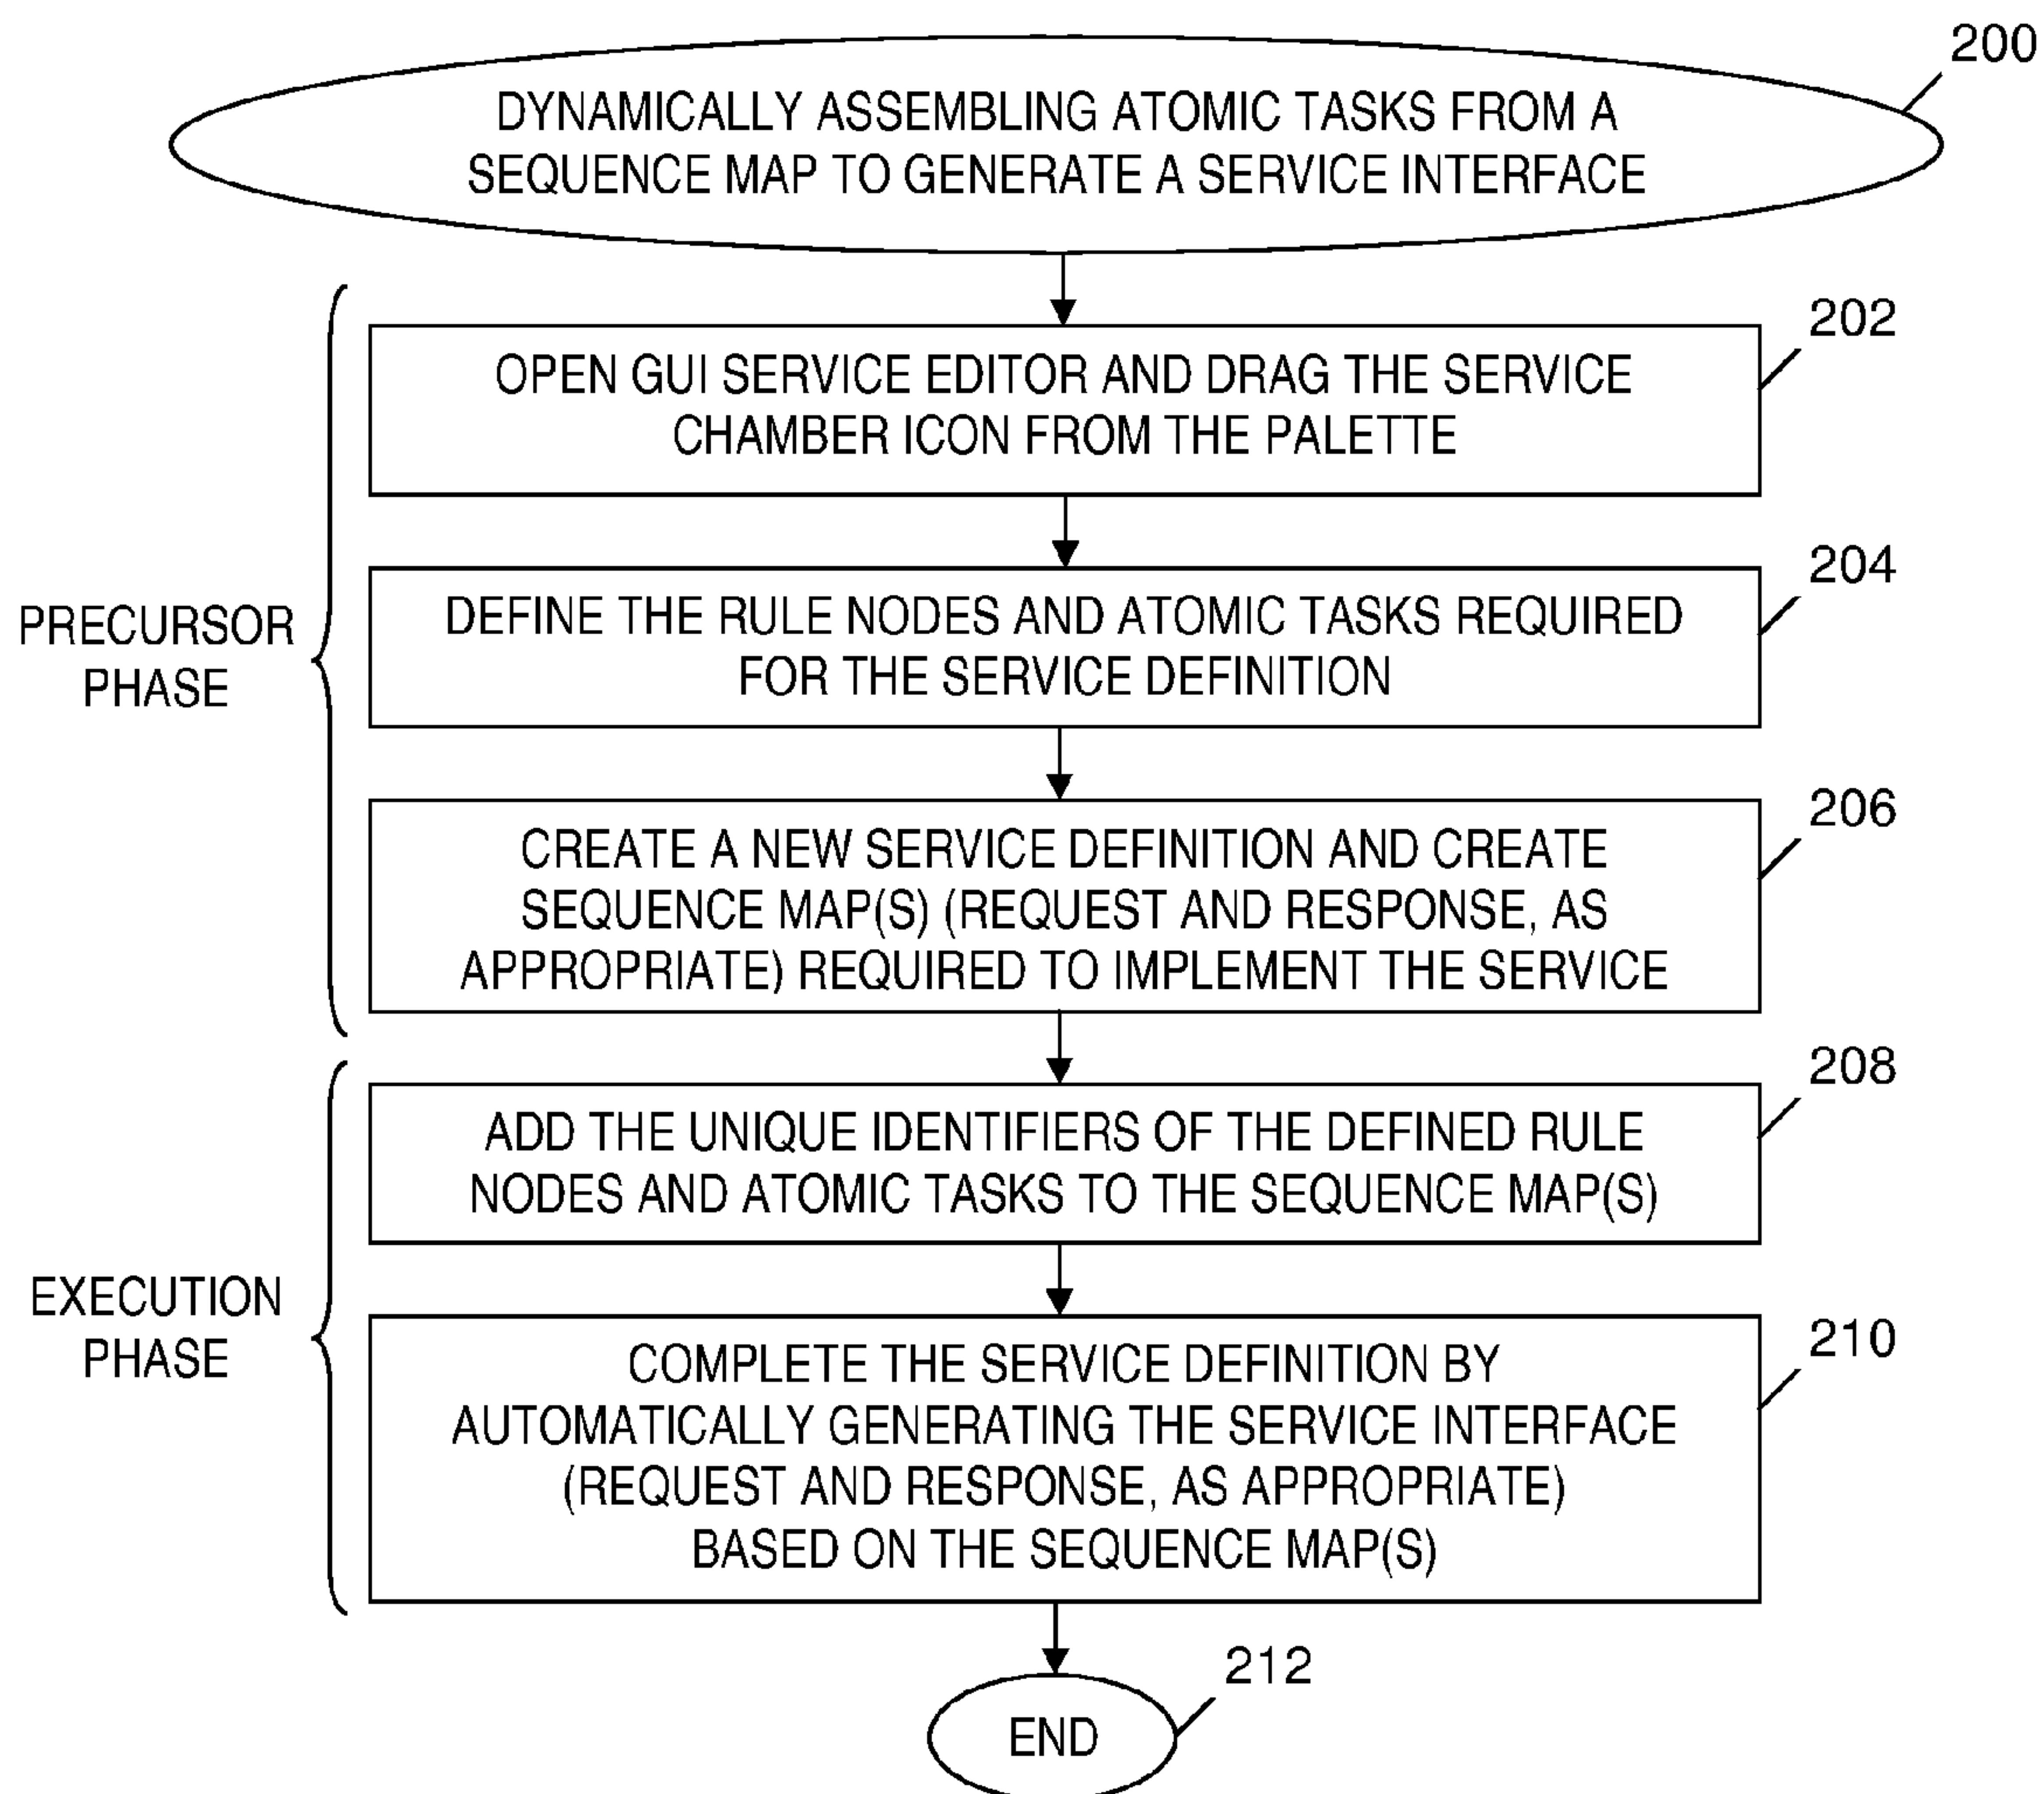 200
DYNAMICALLY ASSEMBLING ATOMIC TASKS FROM A
SEQUENCE MAP TO GENERATE A SERVICE INTERFACE
202
OPEN GUI SERVICE EDITOR AND DRAG THE SERVICE
CHAMBER ICON FROM THE PALETTE
204
DEFINE THE RULE NODES AND ATOMIC TASKS REQUIRED
FOR THE SERVICE DEFINITION
PRECURSOR
PHASE
206
CREATE A NEW SERVICE DEFINITION AND CREATE
SEQUENCE MAP(S) (REQUEST AND RESPONSE, AS
APPROPRIATE) REQUIRED TO IMPLEMENT THE SERVICE
208
ADD THE UNIQUE IDENTIFIERS OF THE DEFINED RULE
NODES AND ATOMIC TASKS TO THE SEQUENCE MAP(S)
EXECUTION
PHASE
210
COMPLETE THE SERVICE DEFINITION BY
AUTOMATICALLY GENERATING THE SERVICE INTERFACE
(REQUEST AND RESPONSE, AS APPROPRIATE)
BASED ON THE SEQUENCE MAP(S)
212
END